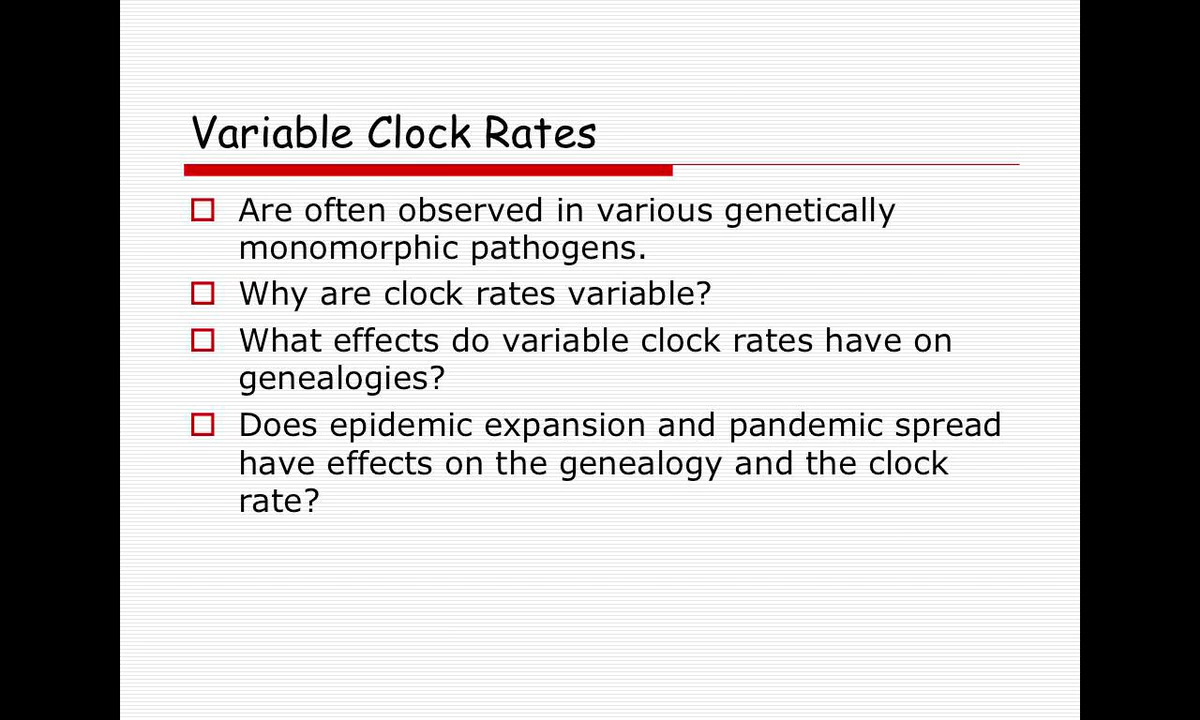 Variable Clock Rates
Are often observed in various genetically
monomorphic pathogens.
Why are clock rates variable?
What effects do variable clock rates have on
genealogies?
Does epidemic expansion and pandemic spread
have effects on the genealogy and the clock
rate?